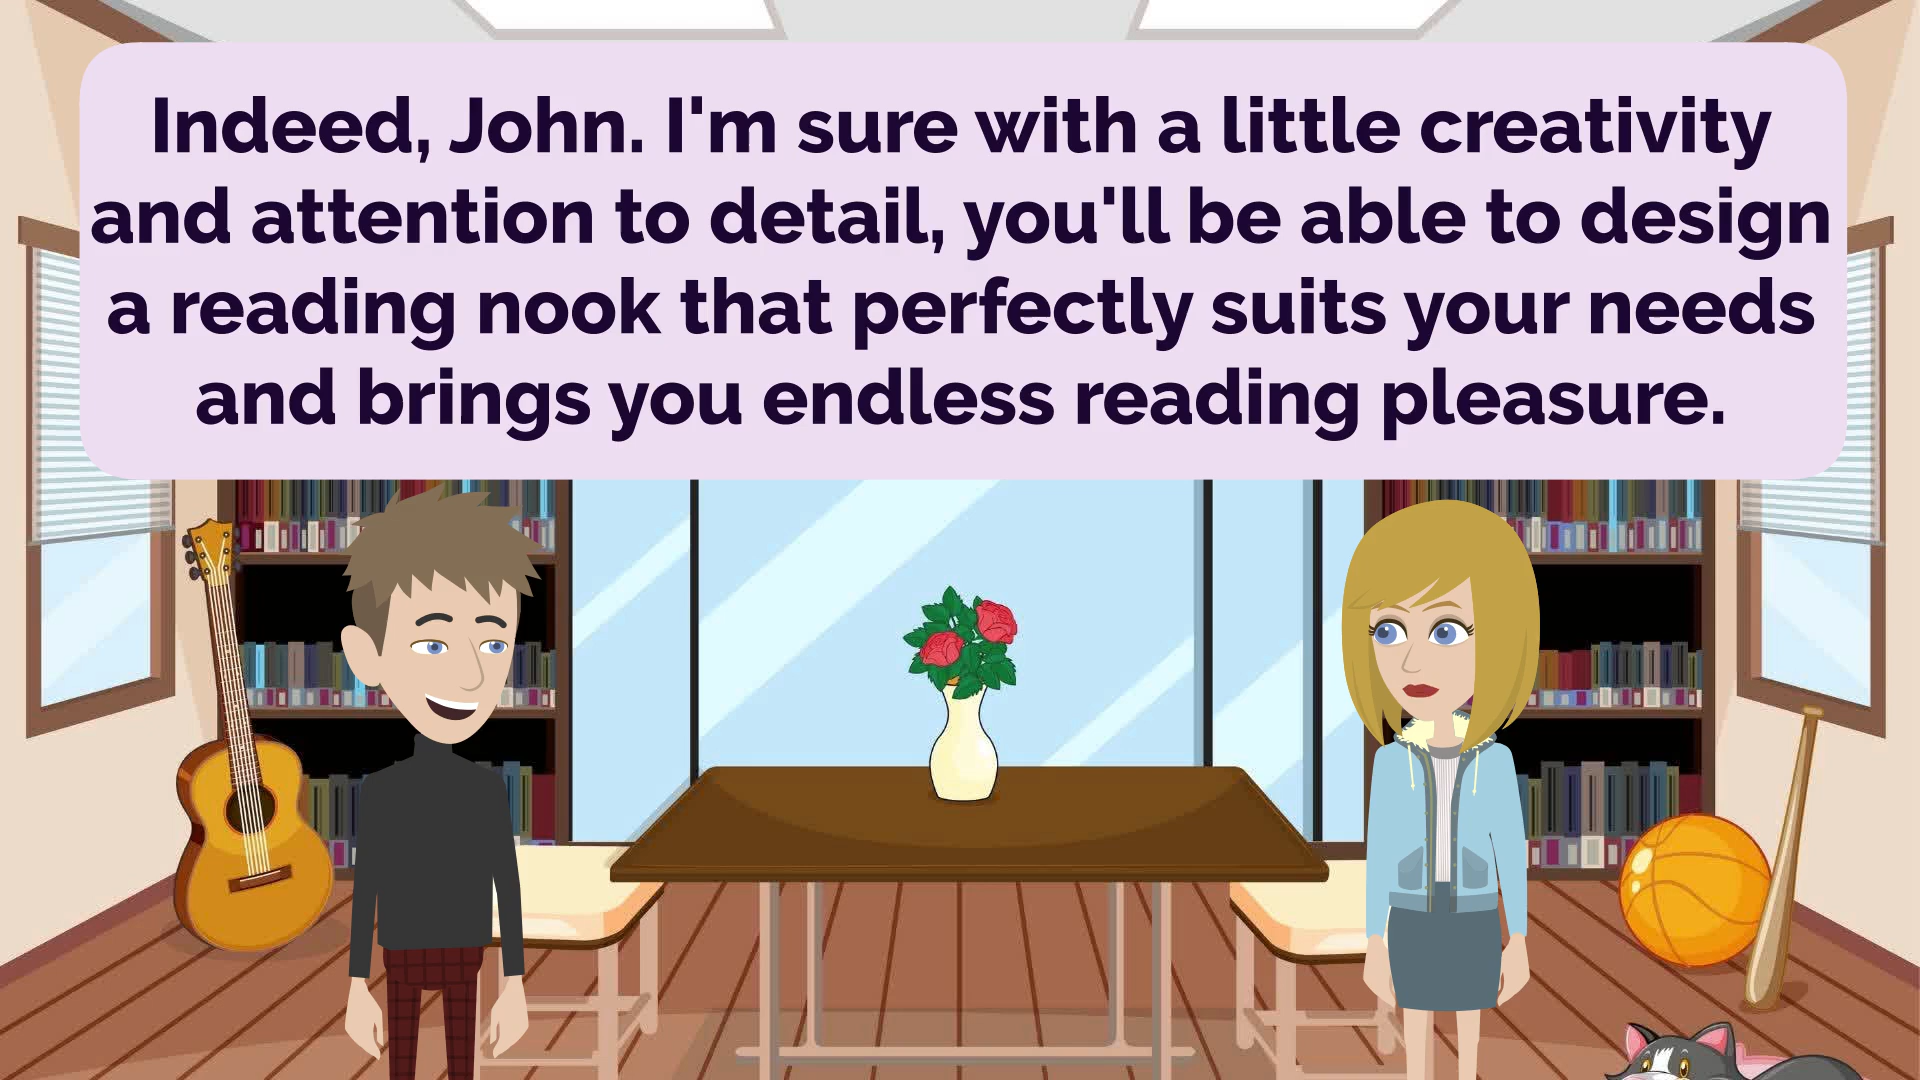 Indeed, John. I'm sure with a little creativity
and attention to detail, you'll be able to design
a reading nook that perfectly suits your needs
and brings you endless reading pleasure.